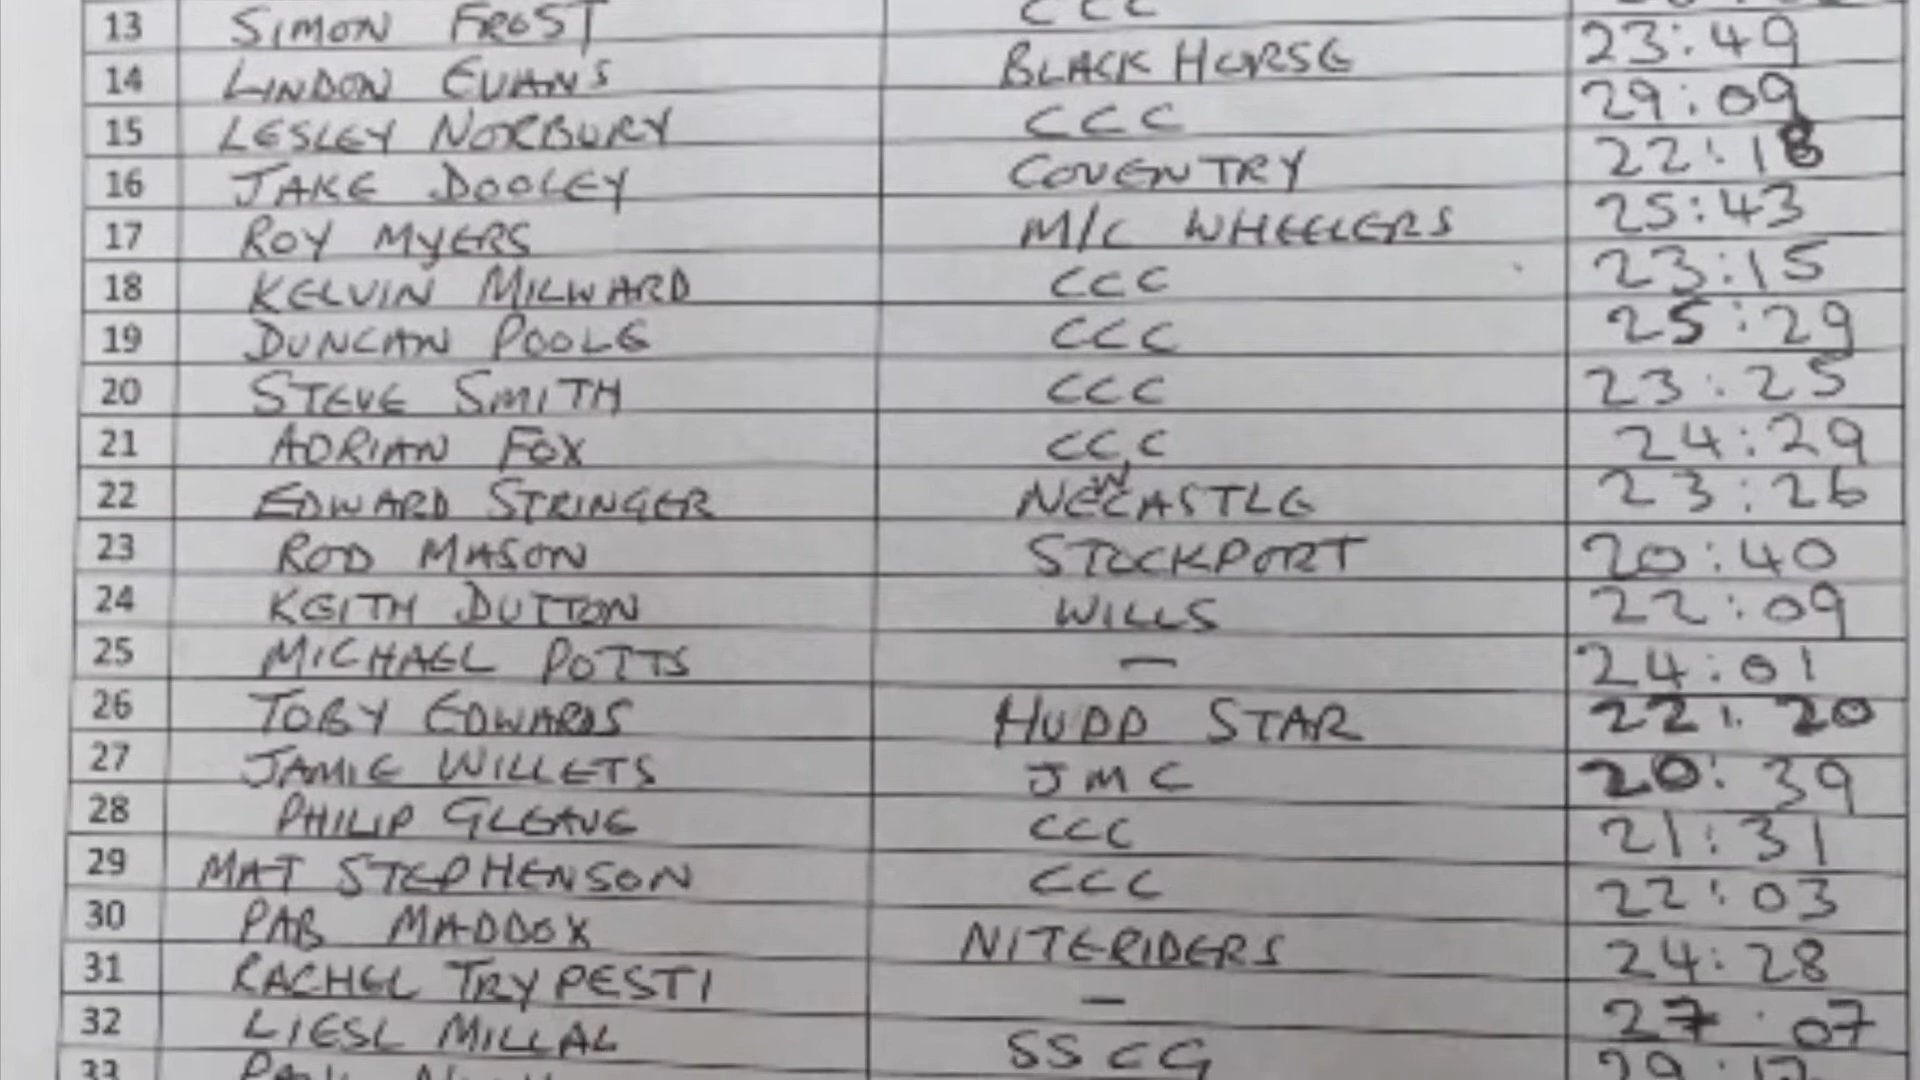 13 SIMON FROST CCC
14 LINDON EVANS BLACK HORSE 23:49
15 LESLEY NORBURY CCC 29:09
16 JAKE DOOLEY COVENTRY 22:18
17 ROY MYERS M/C WHEELERS 25:43
18 KELVIN MILWARD CCC 23:15
19 DUNCAN POOLE CCC 25:29
20 STEVE SMITH CCC 23:25
21 ADRIAN FOX CCC 24:29
22 EDWARD STRINGER NEWCASTLE 23:26
23 ROD MASON STOCKPORT 20:40
24 KEITH DUTTON WILLS 22:09
25 MICHAEL POTTS — 24:01
26 TOBY EDWARDS HUDD STAR 22:20
27 JAMIE WILLETS JMC 20:39
28 PHILIP GLEAVE CCC 21:31
29 MAT STEPHENSON CCC 22:03
30 PAB MADDOX NITERIDERS 24:28
31 RACHEL TRYPESTI — 27:07
32 LIESL MILLAL SSCG
33